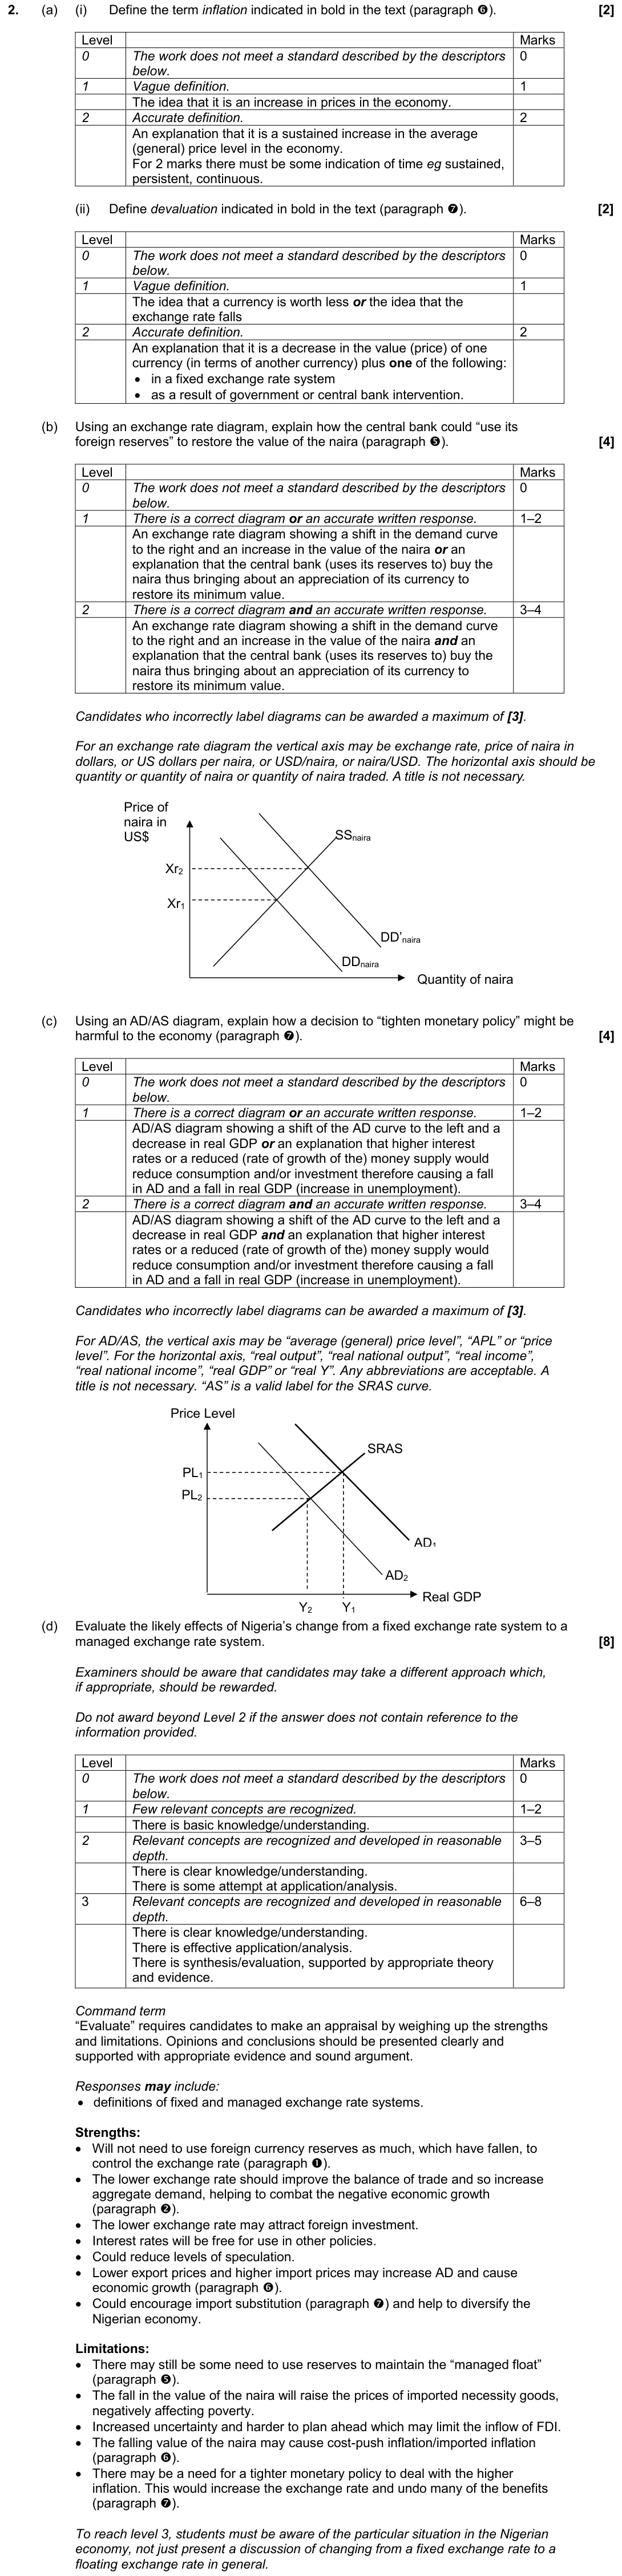 2. (a) (i) Define the term inflation indicated in bold in the text (paragraph ❻). [2]
Level Marks
0 The work does not meet a standard described by the descriptors 0
below.
1 Vague definition. 1
The idea that it is an increase in prices in the economy.
2 Accurate definition. 2
An explanation that it is a sustained increase in the average
(general) price level in the economy.
For 2 marks there must be some indication of time eg sustained,
persistent, continuous.
(ii) Define devaluation indicated in bold in the text (paragraph ❼). [2]
Level Marks
0 The work does not meet a standard described by the descriptors 0
below.
1 Vague definition. 1
The idea that a currency is worth less or the idea that the
exchange rate falls
2 Accurate definition. 2
An explanation that it is a decrease in the value (price) of one
currency (in terms of another currency) plus one of the following:
• in a fixed exchange rate system
• as a result of government or central bank intervention.
(b) Using an exchange rate diagram, explain how the central bank could “use its
foreign reserves” to restore the value of the naira (paragraph ❺). [4]
Level Marks
0 The work does not meet a standard described by the descriptors 0
below.
1 There is a correct diagram or an accurate written response. 1–2
An exchange rate diagram showing a shift in the demand curve
to the right and an increase in the value of the naira or an
explanation that the central bank (uses its reserves to) buy the
naira thus bringing about an appreciation of its currency to
restore its minimum value.
2 There is a correct diagram and an accurate written response. 3–4
An exchange rate diagram showing a shift in the demand curve
to the right and an increase in the value of the naira and an
explanation that the central bank (uses its reserves to) buy the
naira thus bringing about an appreciation of its currency to
restore its minimum value.
Candidates who incorrectly label diagrams can be awarded a maximum of [3].
For an exchange rate diagram the vertical axis may be exchange rate, price of naira in
dollars, or US dollars per naira, or USD/naira, or naira/USD. The horizontal axis should be
quantity or quantity of naira or quantity of naira traded. A title is not necessary.
Price of
naira in
US$
SSnaira
Xr2
Xr1
DD’naira
DDnaira
Quantity of naira
(c) Using an AD/AS diagram, explain how a decision to “tighten monetary policy” might be
harmful to the economy (paragraph ❼). [4]
Level Marks
0 The work does not meet a standard described by the descriptors 0
below.
1 There is a correct diagram or an accurate written response. 1–2
AD/AS diagram showing a shift of the AD curve to the left and a
decrease in real GDP or an explanation that higher interest
rates or a reduced (rate of growth of the) money supply would
reduce consumption and/or investment therefore causing a fall
in AD and a fall in real GDP (increase in unemployment).
2 There is a correct diagram and an accurate written response. 3–4
AD/AS diagram showing a shift of the AD curve to the left and a
decrease in real GDP and an explanation that higher interest
rates or a reduced (rate of growth of the) money supply would
reduce consumption and/or investment therefore causing a fall
in AD and a fall in real GDP (increase in unemployment).
Candidates who incorrectly label diagrams can be awarded a maximum of [3].
For AD/AS, the vertical axis may be “average (general) price level”, “APL” or “price
level”. For the horizontal axis, “real output”, “real national output”, “real income”,
“real national income”, “real GDP” or “real Y”. Any abbreviations are acceptable. A
title is not necessary. “AS” is a valid label for the SRAS curve.
Price Level
SRAS
PL1
PL2
AD1
AD2
Real GDP
Y2 Y1
(d) Evaluate the likely effects of Nigeria’s change from a fixed exchange rate system to a
managed exchange rate system. [8]
Examiners should be aware that candidates may take a different approach which,
if appropriate, should be rewarded.
Do not award beyond Level 2 if the answer does not contain reference to the
information provided.
Level Marks
0 The work does not meet a standard described by the descriptors 0
below.
1 Few relevant concepts are recognized. 1–2
There is basic knowledge/understanding.
2 Relevant concepts are recognized and developed in reasonable 3–5
depth.
There is clear knowledge/understanding.
There is some attempt at application/analysis.
3 Relevant concepts are recognized and developed in reasonable 6–8
depth.
There is clear knowledge/understanding.
There is effective application/analysis.
There is synthesis/evaluation, supported by appropriate theory
and evidence.
Command term
“Evaluate” requires candidates to make an appraisal by weighing up the strengths
and limitations. Opinions and conclusions should be presented clearly and
supported with appropriate evidence and sound argument.
Responses may include:
• definitions of fixed and managed exchange rate systems.
Strengths:
• Will not need to use foreign currency reserves as much, which have fallen, to
control the exchange rate (paragraph ❶).
• The lower exchange rate should improve the balance of trade and so increase
aggregate demand, helping to combat the negative economic growth
(paragraph ❷).
• The lower exchange rate may attract foreign investment.
• Interest rates will be free for use in other policies.
• Could reduce levels of speculation.
• Lower export prices and higher import prices may increase AD and cause
economic growth (paragraph ❻).
• Could encourage import substitution (paragraph ❼) and help to diversify the
Nigerian economy.
Limitations:
• There may still be some need to use reserves to maintain the “managed float”
(paragraph ❺).
• The fall in the value of the naira will raise the prices of imported necessity goods,
negatively affecting poverty.
• Increased uncertainty and harder to plan ahead which may limit the inflow of FDI.
• The falling value of the naira may cause cost-push inflation/imported inflation
(paragraph ❻).
• There may be a need for a tighter monetary policy to deal with the higher
inflation. This would increase the exchange rate and undo many of the benefits
(paragraph ❼).
To reach level 3, students must be aware of the particular situation in the Nigerian
economy, not just present a discussion of changing from a fixed exchange rate to a
floating exchange rate in general.